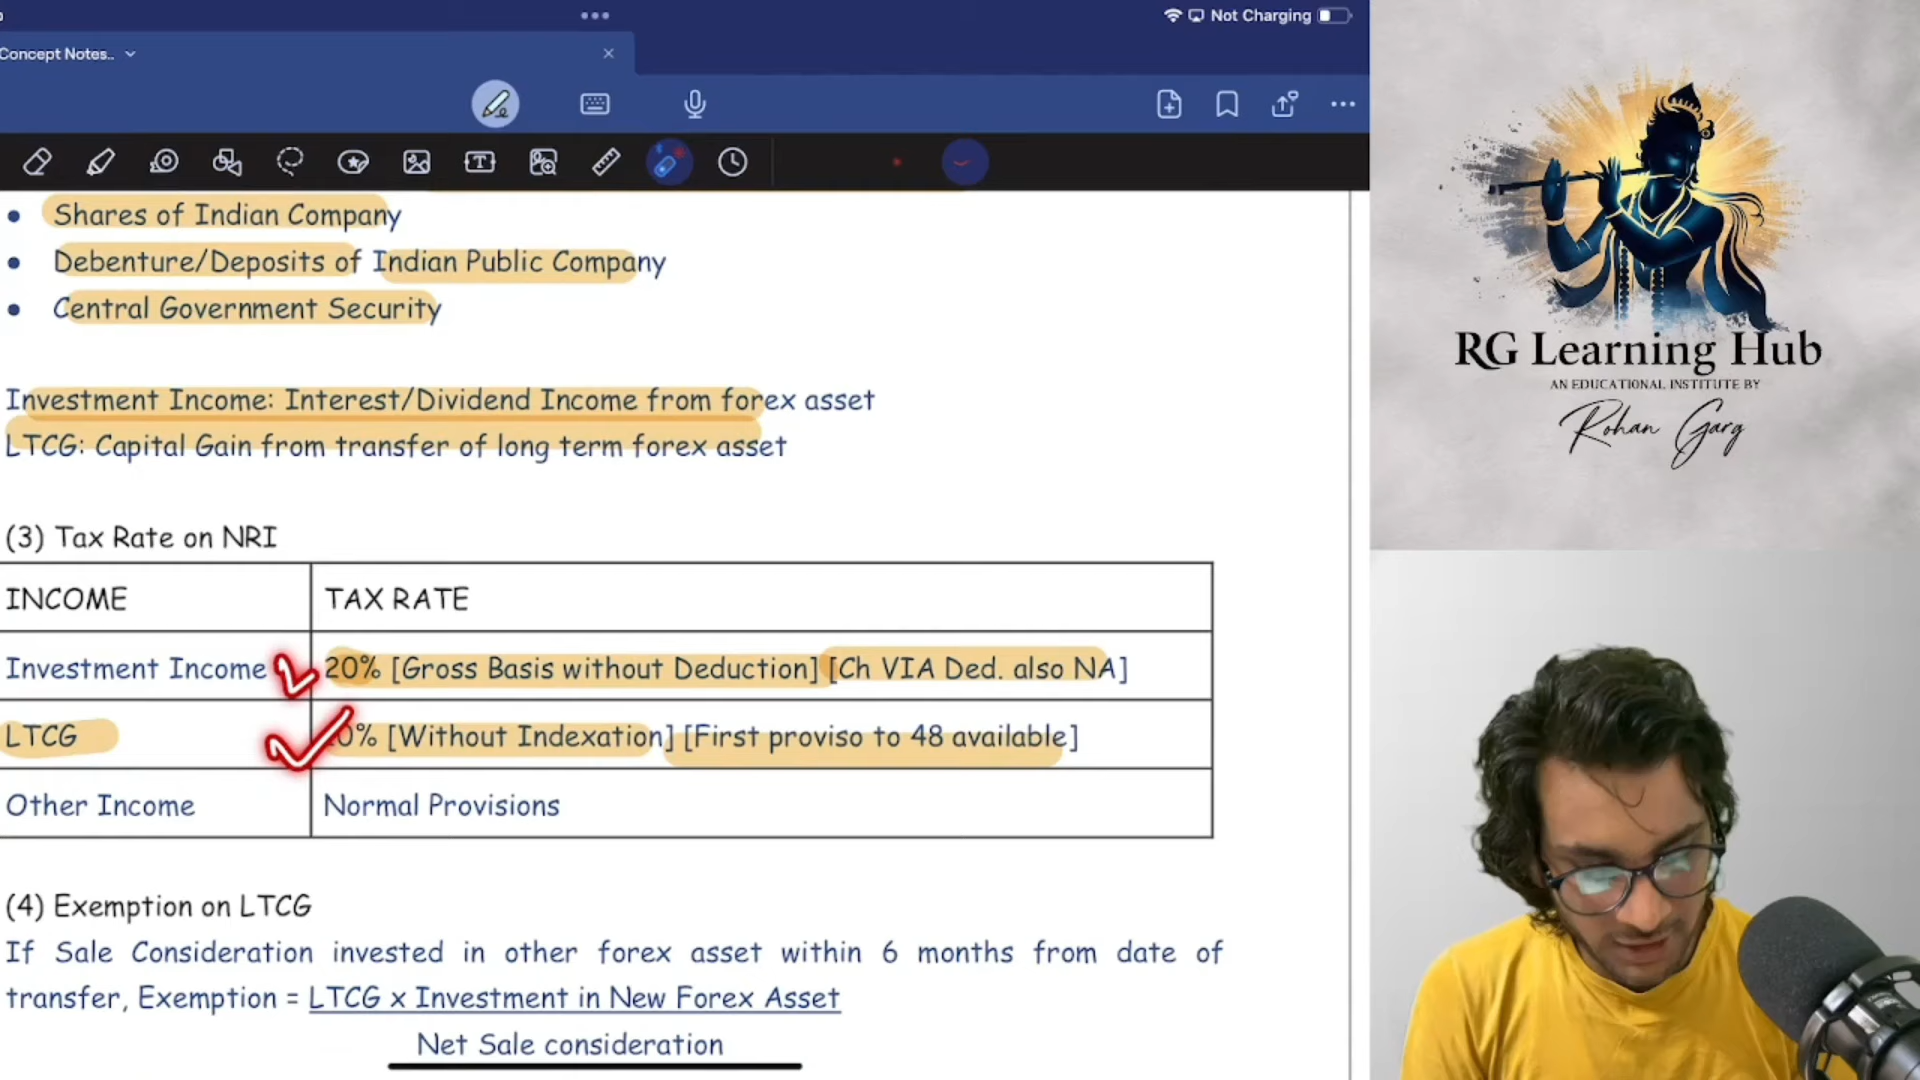 Not Charging
Concept Notes..
Shares of Indian Company
Debenture/Deposits of Indian Public Company
Central Government Security
Investment Income: Interest/Dividend Income from forex asset
LTCG: Capital Gain from transfer of long term forex asset
(3) Tax Rate on NRI
INCOME TAX RATE
Investment Income 20% [Gross Basis without Deduction] [Ch VIA Ded. also NA]
LTCG 0% [Without Indexation] [First proviso to 48 available]
Other Income Normal Provisions
(4) Exemption on LTCG
If Sale Consideration invested in other forex asset within 6 months from date of
transfer, Exemption = LTCG x Investment in New Forex Asset
Net Sale consideration
RG Learning Hub
AN EDUCATIONAL INSTITUTE BY
Rohan Garg